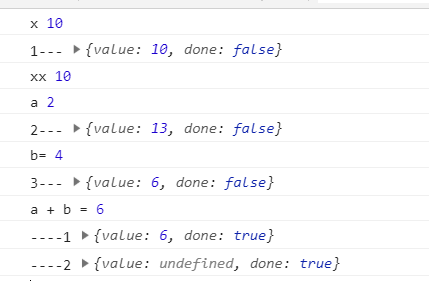 x 10
1--- ▶{value: 10, done: false}
xx 10
a 2
2--- ▶{value: 13, done: false}
b= 4
3--- ▶{value: 6, done: false}
a + b = 6
----1 ▶{value: 6, done: true}
----2 ▶{value: undefined, done: true}